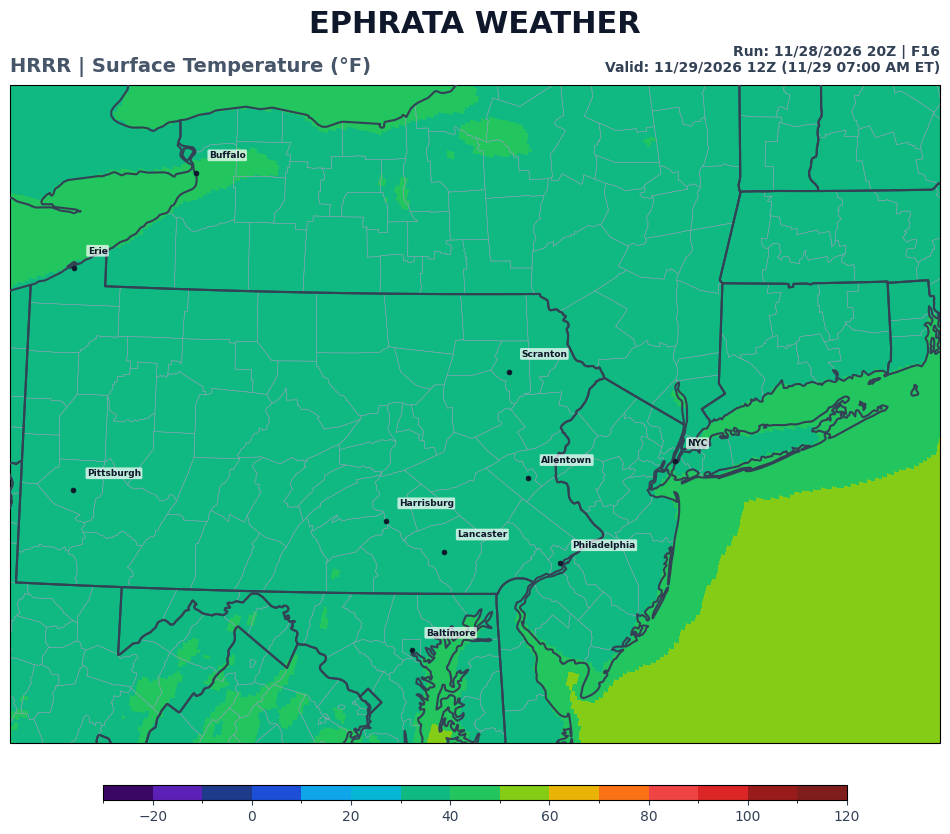 EPHRATA WEATHER
HRRR | Surface Temperature (°F)
Run: 11/28/2026 20Z | F16
Valid: 11/29/2026 12Z (11/29 07:00 AM ET)
Buffalo
Erie
Scranton
NYC
Pittsburgh
Allentown
Harrisburg
Lancaster
Philadelphia
Baltimore
−20 0 20 40 60 80 100 120